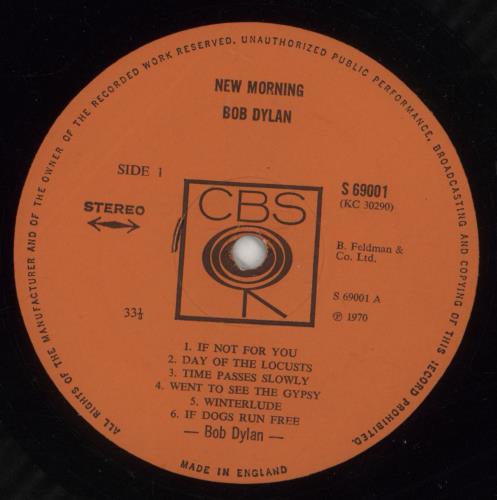 ALL RIGHTS OF THE MANUFACTURER AND OF THE OWNER OF THE RECORDED WORK RESERVED. UNAUTHORIZED PUBLIC PERFORMANCE, BROADCASTING AND COPYING OF THIS RECORD PROHIBITED.
NEW MORNING
BOB DYLAN
SIDE 1
S 69001
(KC 30290)
STEREO
CBS
B. Feldman &
Co. Ltd.
S 69001 A
33⅓
℗ 1970
1. IF NOT FOR YOU
2. DAY OF THE LOCUSTS
3. TIME PASSES SLOWLY
4. WENT TO SEE THE GYPSY
5. WINTERLUDE
6. IF DOGS RUN FREE
— Bob Dylan —
MADE IN ENGLAND